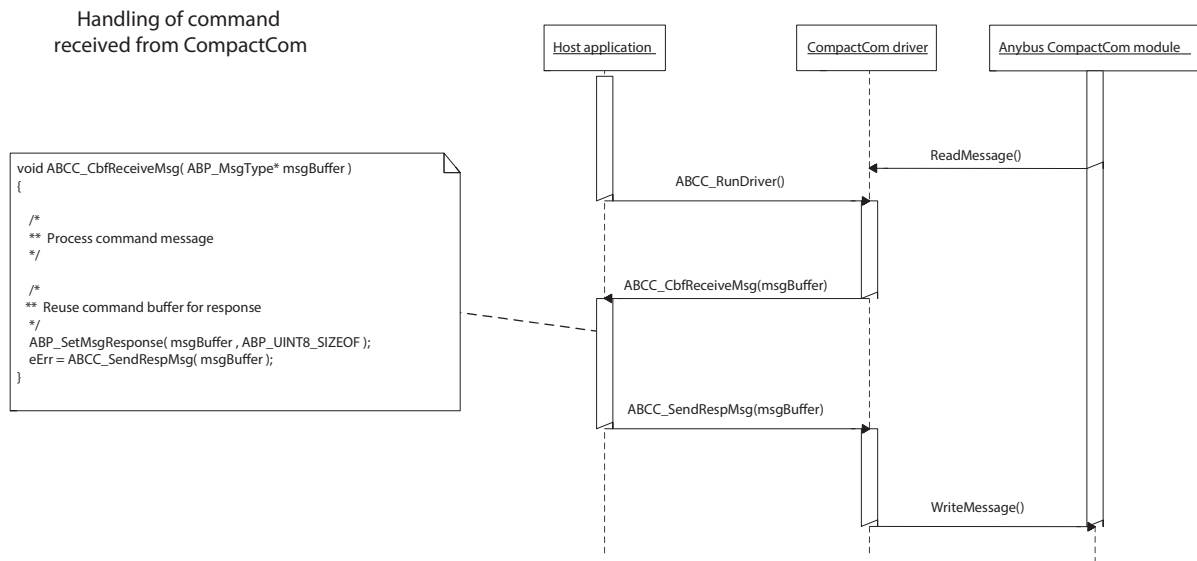 Handling of command
received from CompactCom
Host application
CompactCom driver
Anybus CompactCom module
ReadMessage()
ABCC_RunDriver()
void ABCC_CbfReceiveMsg( ABP_MsgType* msgBuffer )
{
/*
** Process command message
*/
/*
** Reuse command buffer for response
*/
ABP_SetMsgResponse( msgBuffer , ABP_UINT8_SIZEOF );
eErr = ABCC_SendRespMsg( msgBuffer );
}
ABCC_CbfReceiveMsg(msgBuffer)
ABCC_SendRespMsg(msgBuffer)
WriteMessage()